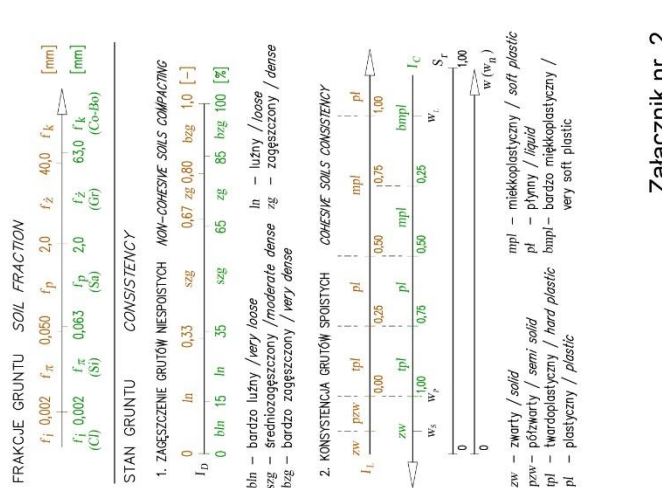 FRAKCJE GRUNTU SOIL FRACTION
fi 0,002 fπ 0,050 fp 2,0 fż 40,0 fk [mm]
fi 0,002 fπ 0,063 fp 2,0 fż 63,0 fk [mm]
(Cl) (Si) (Sa) (Gr) (Co-Bo)
STAN GRUNTU CONSISTENCY
1. ZAGĘSZCZENIE GRUTÓW NIESPOISTYCH NON-COHESIVE SOILS COMPACTING
0 ln 0,33 szg 0,67 zg 0,80 bzg 1,0 [-]
ID
0 bln 15 ln 35 szg 65 zg 85 bzg 100 [%]
bln – bardzo luźny /very loose ln – luźny /loose
szg – średniozagęszczony /moderate dense zg – zagęszczony /dense
bzg – bardzo zagęszczony /very dense
2. KONSYSTENCJA GRUTÓW SPOISTYCH COHESIVE SOILS CONSISTENCY
zw pzw 0,00 tpl 0,25 pl 0,50 mpl 0,75 1,00 pł
IL
zw 1,00 tpl 0,75 pl 0,50 mpl 0,25 bmpl IC
wS wP wL
0 Sr 1,00
0 w(wn)
zw – zwarty /solid mpl – miekkoplastyczny / soft plastic
pzw – półzwarty /semi solid pł – płynny /liquid
tpl – twardoplastyczny / hard plastic bmpl – bardzo miękkoplastyczny /
pl – plastyczny / plastic very soft plastic
Załącznik nr. 2